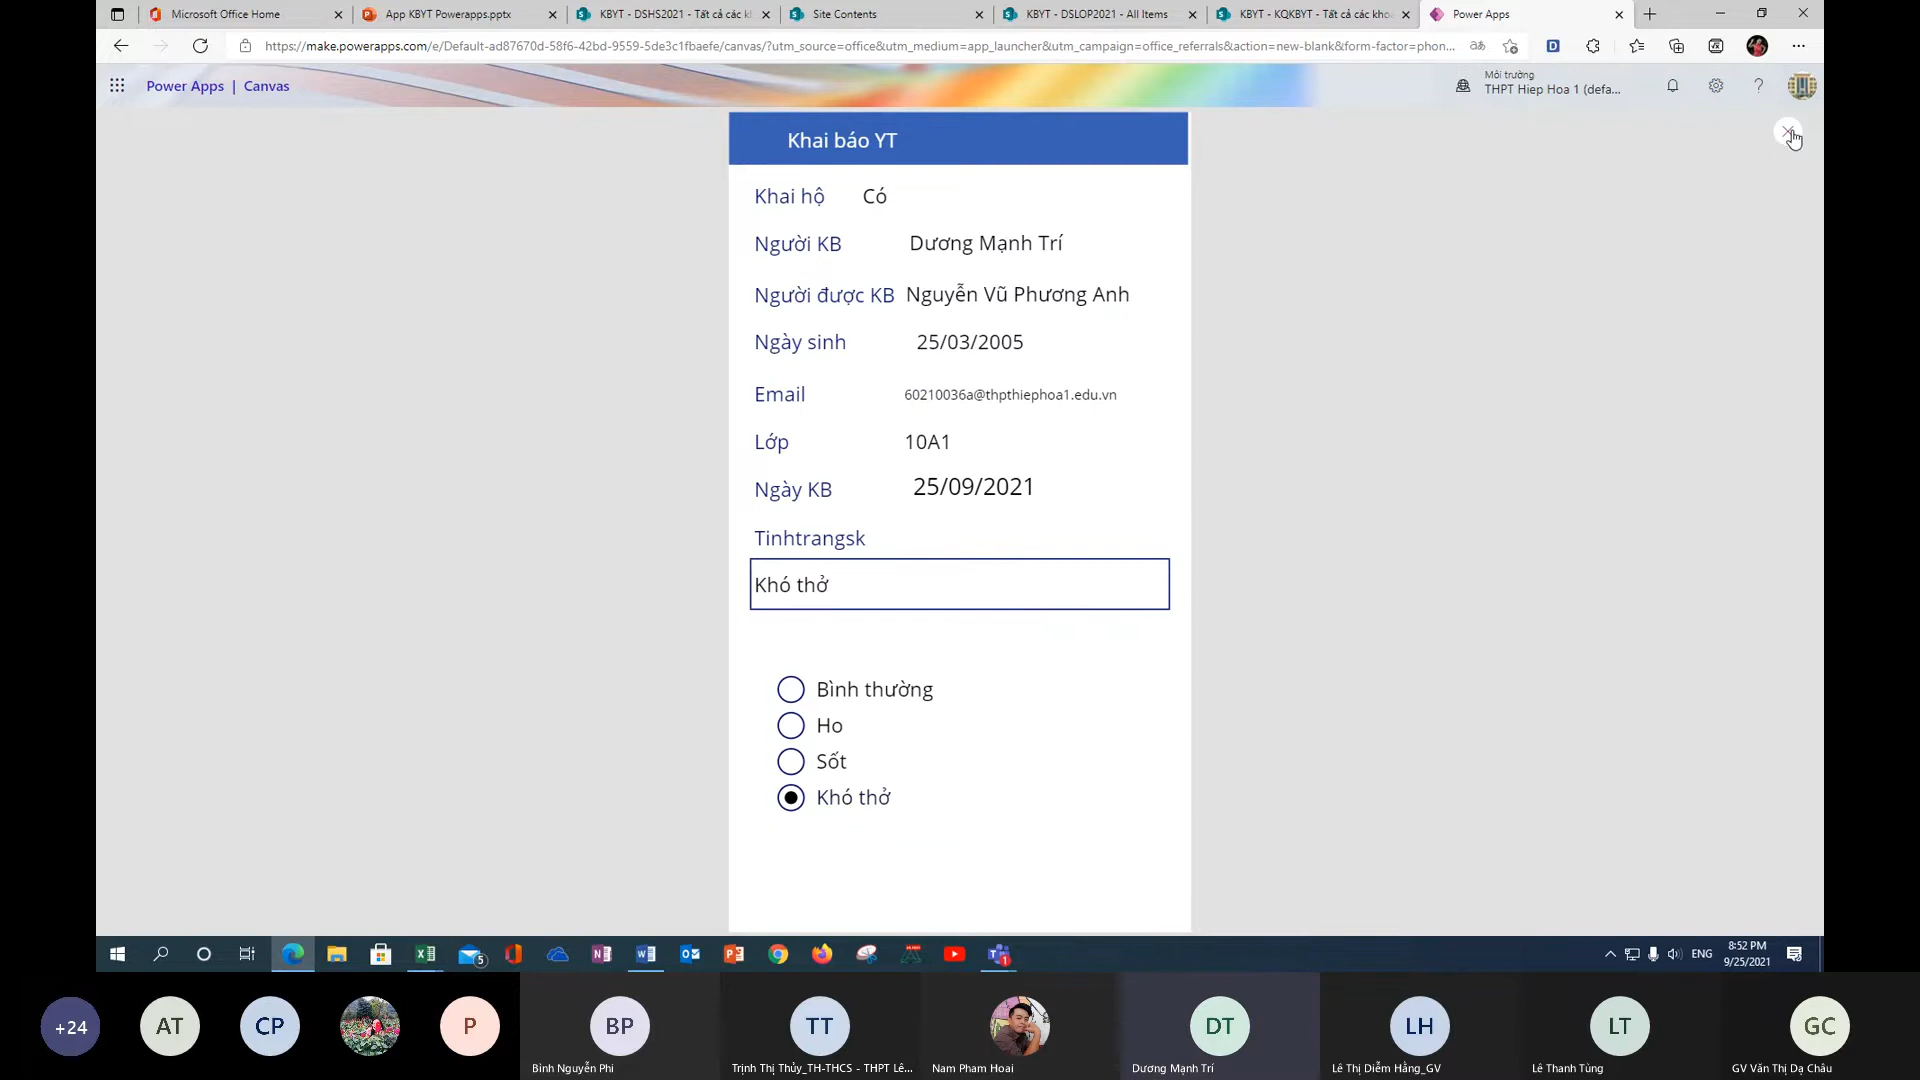 Microsoft Office Home
App KBYT Powerapps.pptx
KBYT - DSHS2021 - Tất cả các kl
Site Contents
KBYT - DSLOP2021 - All Items
KBYT - KQKBYT - Tất cả các kho
Power Apps
https://make.powerapps.com/e/Default-ad87670d-58f6-42bd-9559-5de3c1fbaefe/canvas/?utm_source=office&utm_medium=app_launcher&utm_campaign=office_referrals&action=new-blank&form-factor=phon...
Power Apps | Canvas
Môi trường
THPT Hiep Hoa 1 (defa...
Khai báo YT
Khai hộ Có
Người KB Dương Mạnh Trí
Người được KB Nguyễn Vũ Phương Anh
Ngày sinh 25/03/2005
Email 60210036a@thpthiephoa1.edu.vn
Lớp 10A1
Ngày KB 25/09/2021
Tinhtrangsk
Khó thở
Bình thường
Ho
Sốt
Khó thở
ENG
8:52 PM
9/25/2021
+24
AT
CP
P
BP
TT
DT
LH
LT
GC
Bình Nguyễn Phi
Trịnh Thị Thủy_TH-THCS - THPT Lê...
Nam Pham Hoai
Dương Mạnh Trí
Lê Thị Diễm Hằng_GV
Lê Thanh Tùng
GV Văn Thị Dạ Châu